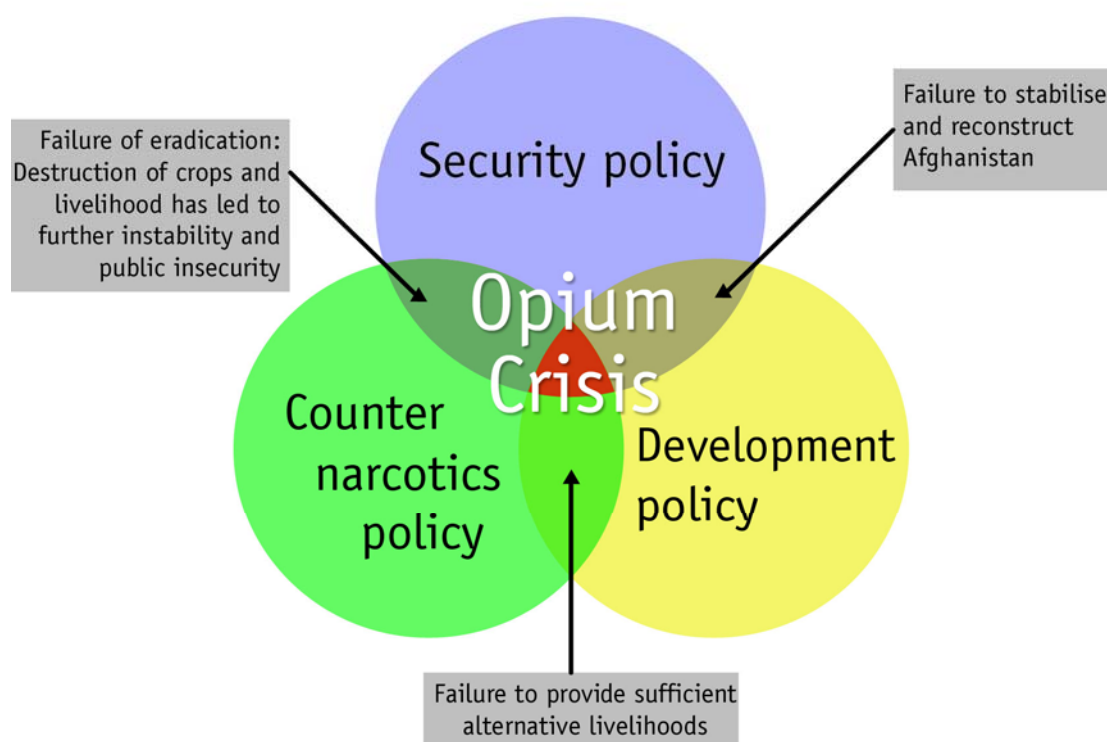 Security policy
Failure to stabilise
and reconstruct
Afghanistan
Failure of eradication:
Destruction of crops and
livelihood has led to
further instability and
public insecurity
Opium
Crisis
Counter
narcotics
policy
Development
policy
Failure to provide sufficient
alternative livelihoods